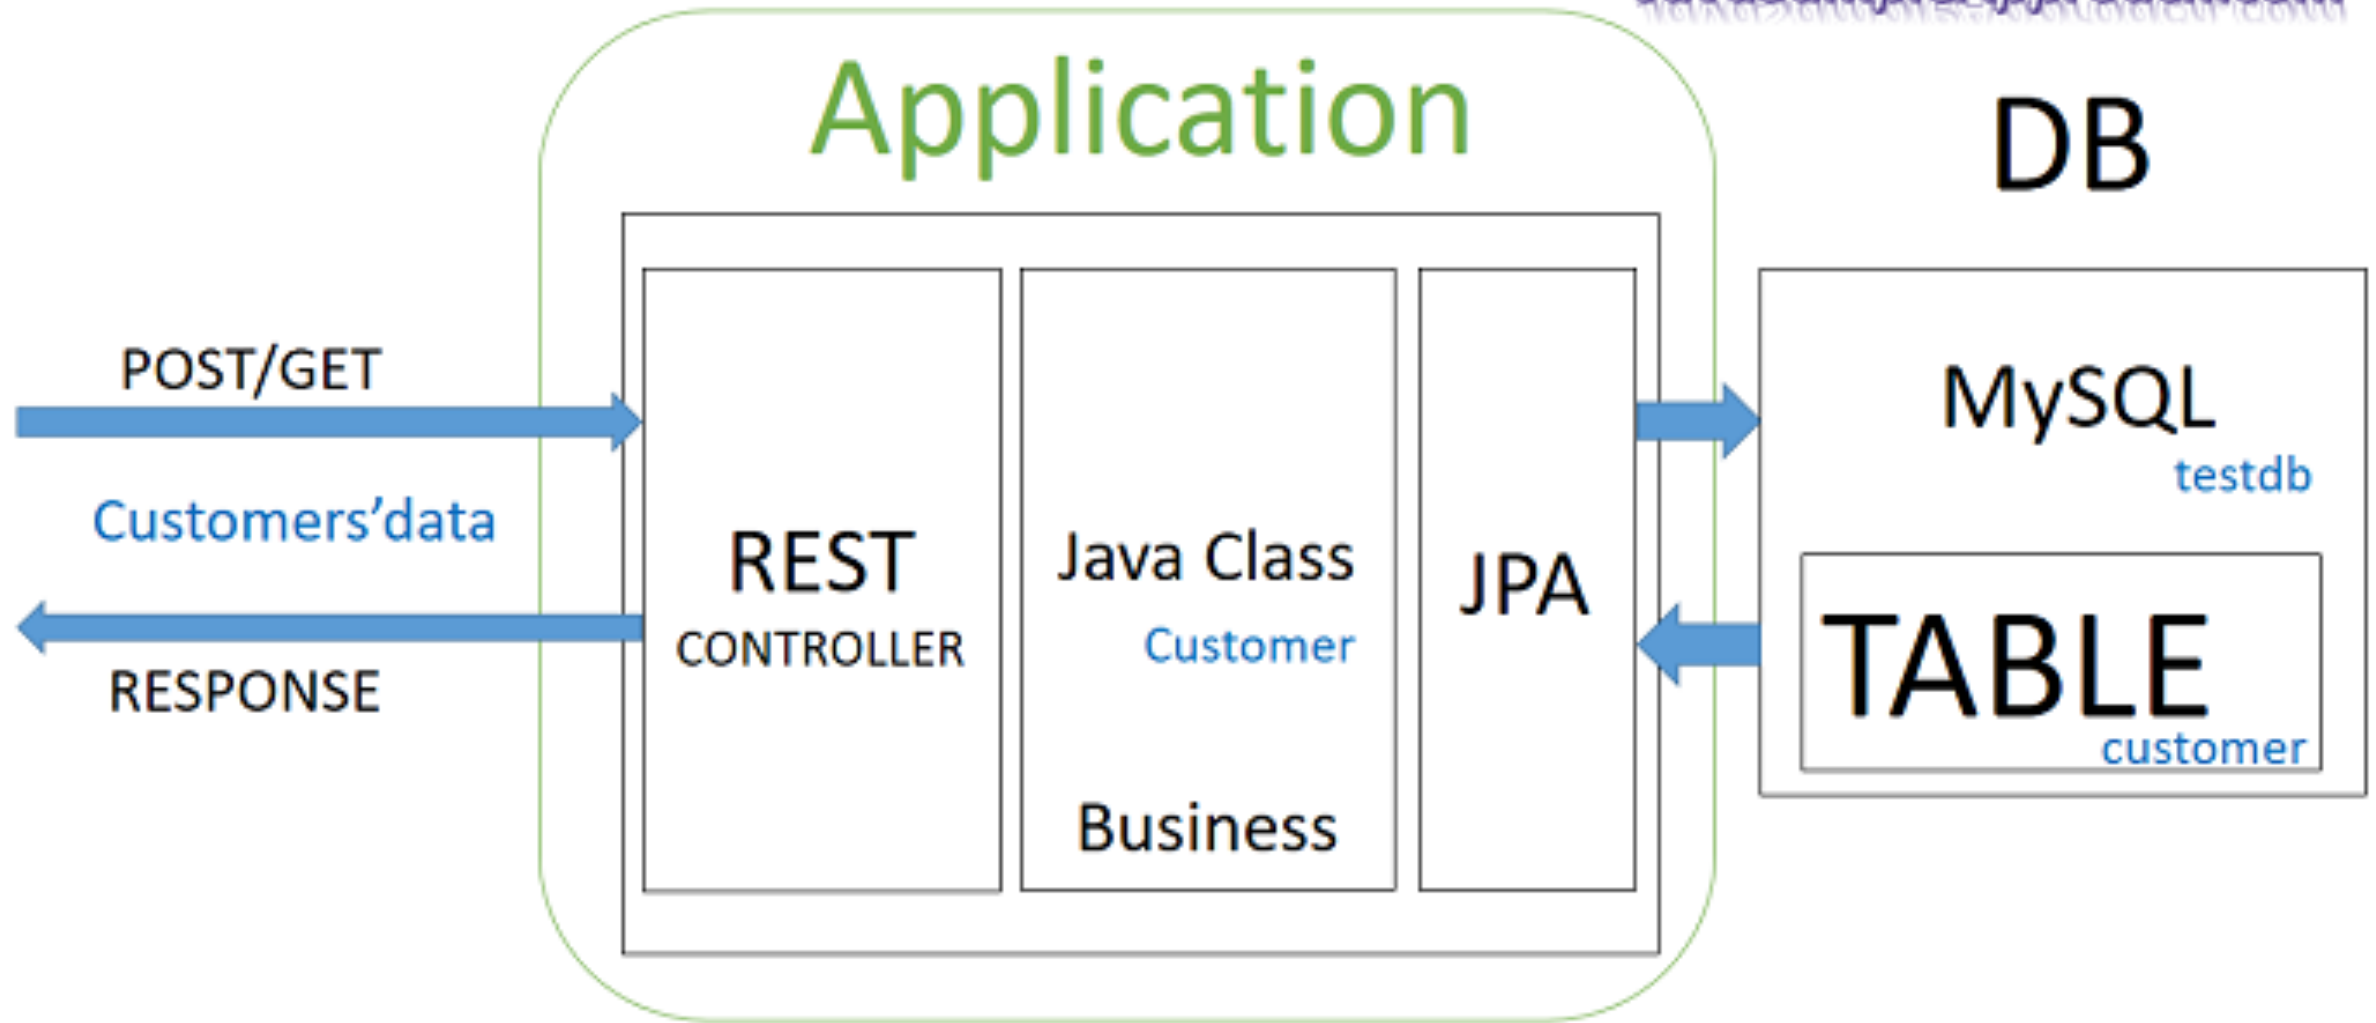 Application
DB
POST/GET
Customers'data
RESPONSE
REST
CONTROLLER
Java Class
Customer
Business
JPA
MySQL
testdb
TABLE
customer